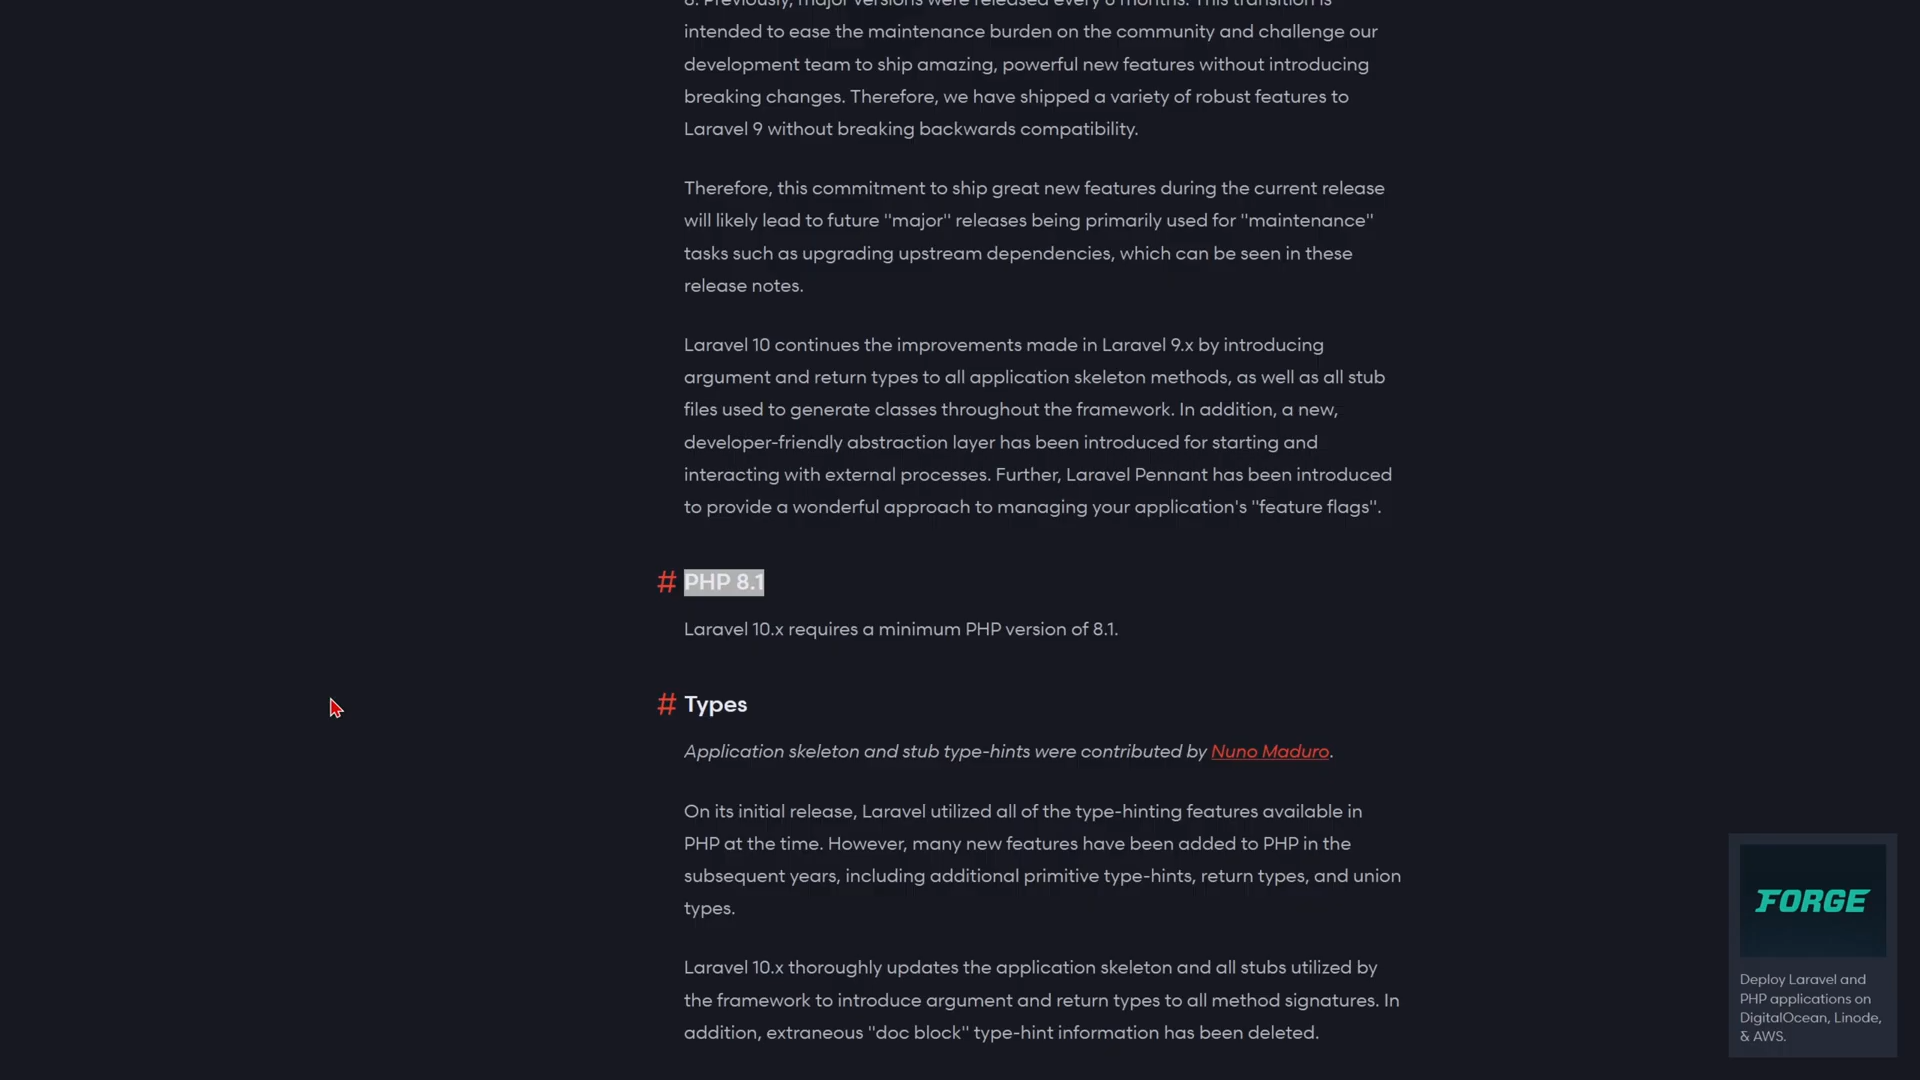 8. Previously, major versions were released every 6 months. This transition is
intended to ease the maintenance burden on the community and challenge our
development team to ship amazing, powerful new features without introducing
breaking changes. Therefore, we have shipped a variety of robust features to
Laravel 9 without breaking backwards compatibility.
Therefore, this commitment to ship great new features during the current release
will likely lead to future "major" releases being primarily used for "maintenance"
tasks such as upgrading upstream dependencies, which can be seen in these
release notes.
Laravel 10 continues the improvements made in Laravel 9.x by introducing
argument and return types to all application skeleton methods, as well as all stub
files used to generate classes throughout the framework. In addition, a new,
developer-friendly abstraction layer has been introduced for starting and
interacting with external processes. Further, Laravel Pennant has been introduced
to provide a wonderful approach to managing your application's "feature flags".
# PHP 8.1
Laravel 10.x requires a minimum PHP version of 8.1.
# Types
Application skeleton and stub type-hints were contributed by Nuno Maduro.
On its initial release, Laravel utilized all of the type-hinting features available in
PHP at the time. However, many new features have been added to PHP in the
subsequent years, including additional primitive type-hints, return types, and union
types.
Laravel 10.x thoroughly updates the application skeleton and all stubs utilized by
the framework to introduce argument and return types to all method signatures. In
addition, extraneous "doc block" type-hint information has been deleted.
FORGE
Deploy Laravel and
PHP applications on
DigitalOcean, Linode,
& AWS.